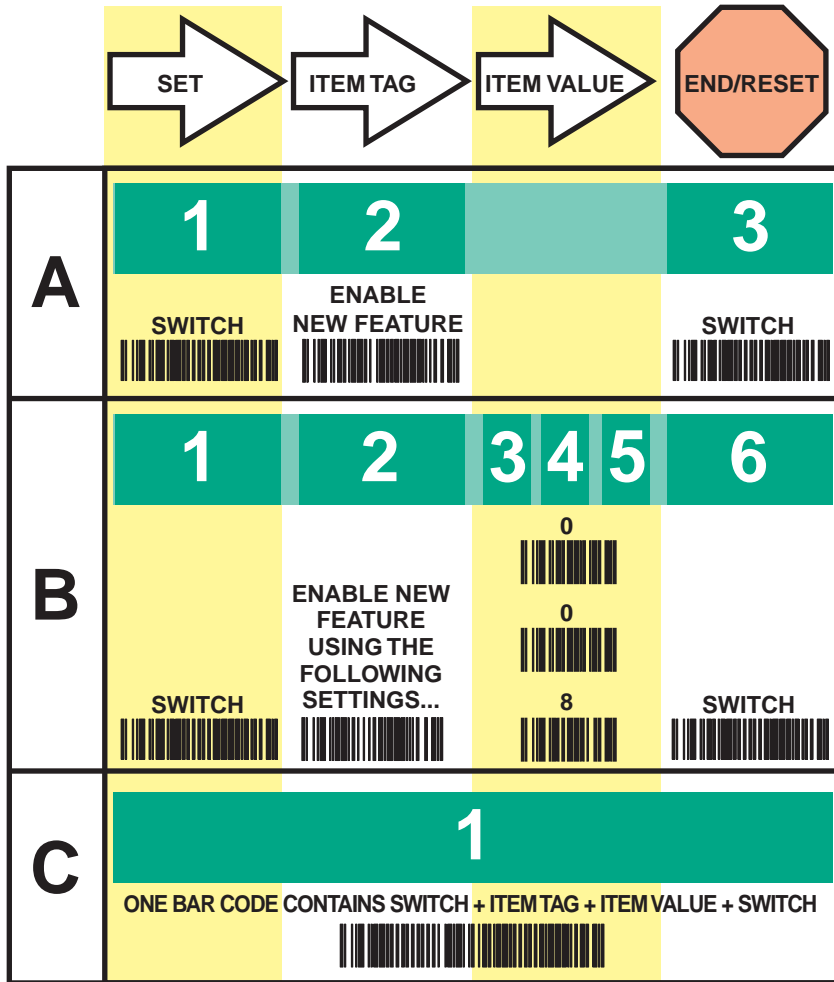 SET
ITEM TAG
ITEM VALUE
END/RESET
A
1
2
3
SWITCH
ENABLE
NEW FEATURE
SWITCH
B
1
2
3
4
5
6
SWITCH
ENABLE NEW
FEATURE
USING THE
FOLLOWING
SETTINGS...
0
0
8
SWITCH
C
1
ONE BAR CODE CONTAINS SWITCH + ITEM TAG + ITEM VALUE + SWITCH